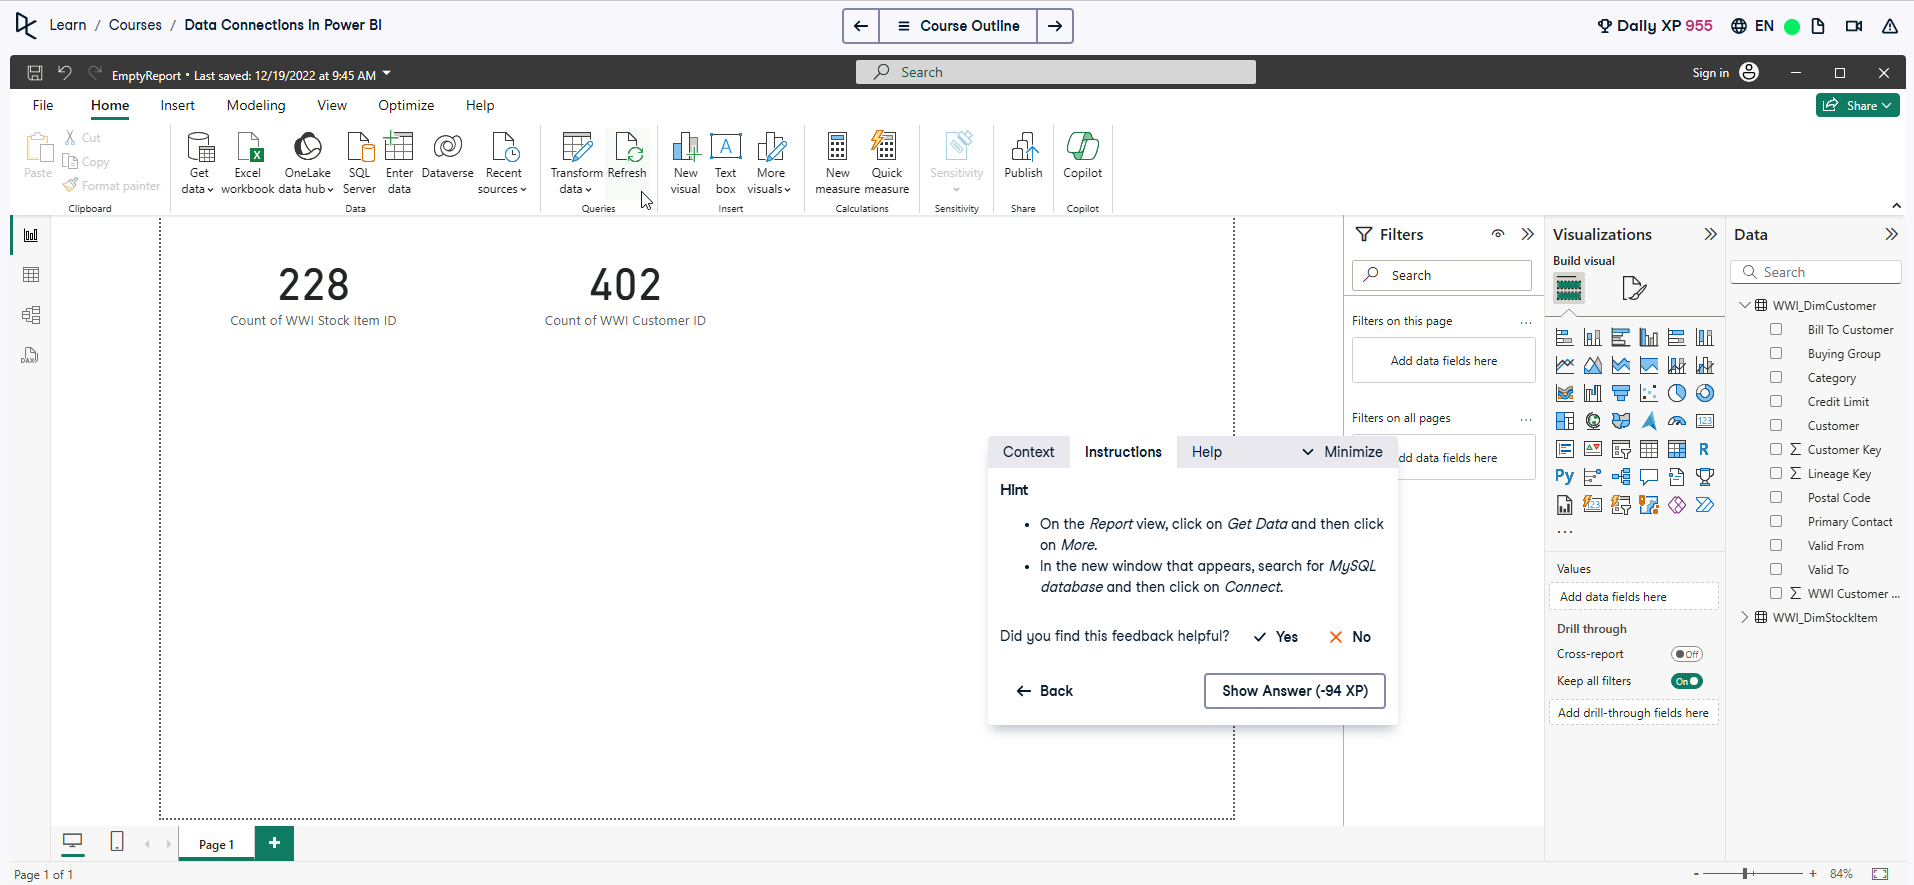 Learn / Courses / Data Connections in Power BI
Course Outline
Daily XP 955
EN
EmptyReport • Last saved: 12/19/2022 at 9:45 AM
Search
Sign in
File Home Insert Modeling View Optimize Help
Share
Paste
Cut
Copy
Format painter
Clipboard
Get data
Excel workbook
OneLake data hub
SQL Server
Enter data
Dataverse
Recent sources
Data
Transform data
Refresh
Queries
New visual
Text box
More visuals
Insert
New measure
Quick measure
Calculations
Sensitivity
Sensitivity
Publish
Share
Copilot
Copilot
228
Count of WWI Stock Item ID
402
Count of WWI Customer ID
Context
Instructions
Help
Minimize
Hint
• On the Report view, click on Get Data and then click
on More.
• In the new window that appears, search for MySQL
database and then click on Connect.
Did you find this feedback helpful?
Yes
No
Back
Show Answer (-94 XP)
Filters
Search
Filters on this page
Add data fields here
Filters on all pages
dd data fields here
Visualizations
Build visual
123
R
Py
123
Values
Add data fields here
Drill through
Cross-report
Off
Keep all filters
On
Add drill-through fields here
Data
Search
WWI_DimCustomer
Bill To Customer
Buying Group
Category
Credit Limit
Customer
Customer Key
Lineage Key
Postal Code
Primary Contact
Valid From
Valid To
WWI Customer ...
WWI_DimStockItem
DAX
Page 1
Page 1 of 1
- + 84%